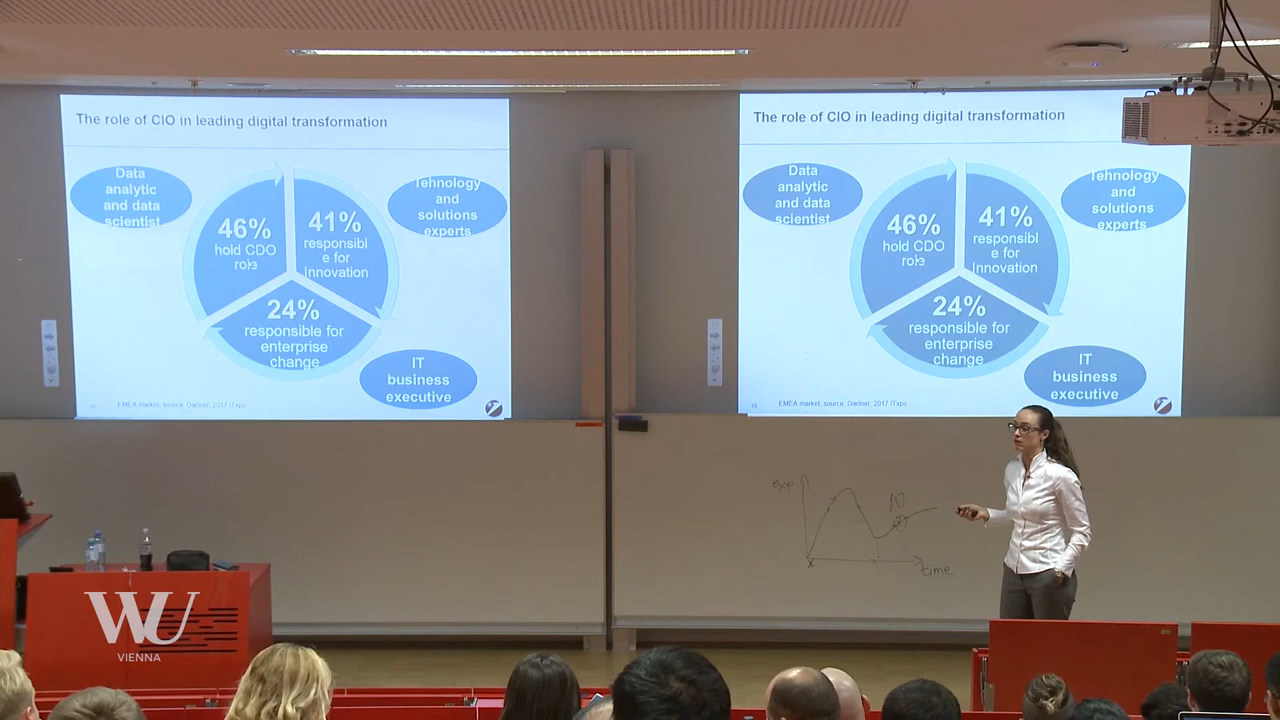 The role of CIO in leading digital transformation
Data
analytic
and data
scientist
46%
hold CDO
role
41%
responsibl
e for
Innovation
Tehnology
and
solutions
experts
24%
responsible for
enterprise
change
IT
business
executive
EMEA market, source: Gartner, 2017 ITxpo
The role of CIO in leading digital transformation
Data
analytic
and data
scientist
46%
hold CDO
role
41%
responsibl
e for
Innovation
Tehnology
and
solutions
experts
24%
responsible for
enterprise
change
IT
business
executive
EMEA market, source: Gartner, 2017 ITxpo
exp
time
WU
VIENNA